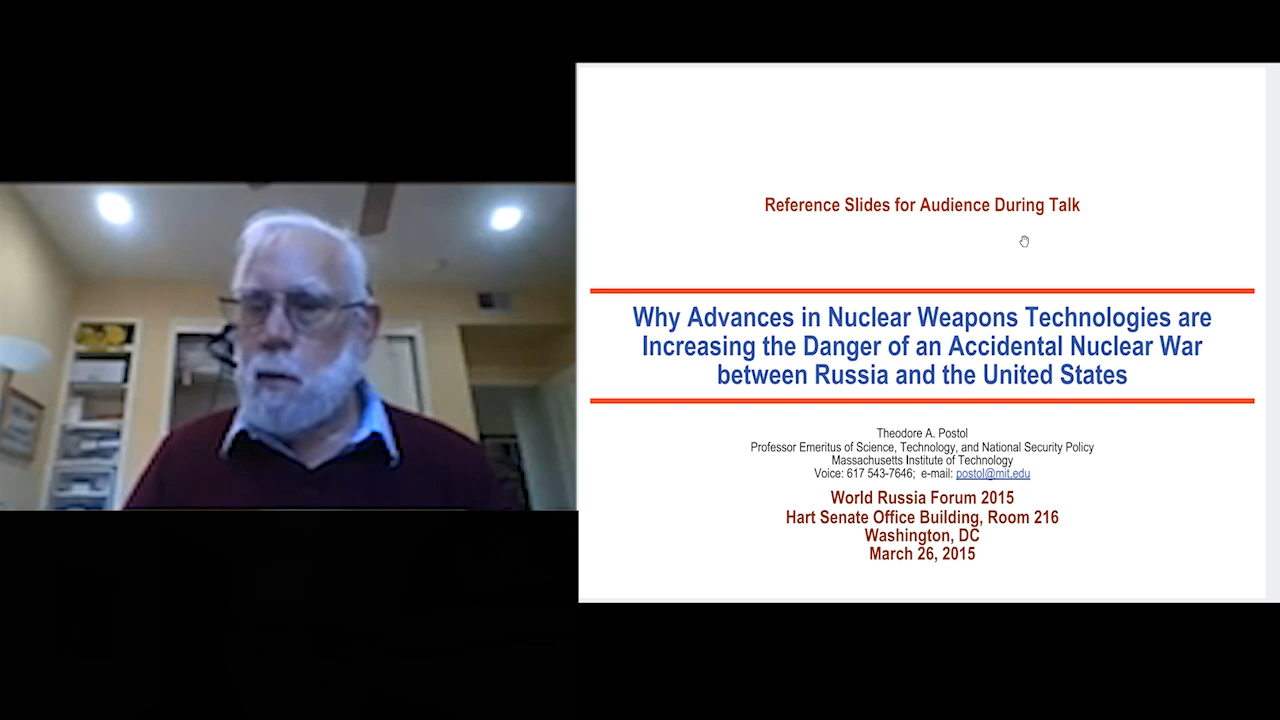 Reference Slides for Audience During Talk
Why Advances in Nuclear Weapons Technologies are
Increasing the Danger of an Accidental Nuclear War
between Russia and the United States
Theodore A. Postol
Professor Emeritus of Science, Technology, and National Security Policy
Massachusetts Institute of Technology
Voice: 617 543-7646; e-mail: postol@mit.edu
World Russia Forum 2015
Hart Senate Office Building, Room 216
Washington, DC
March 26, 2015